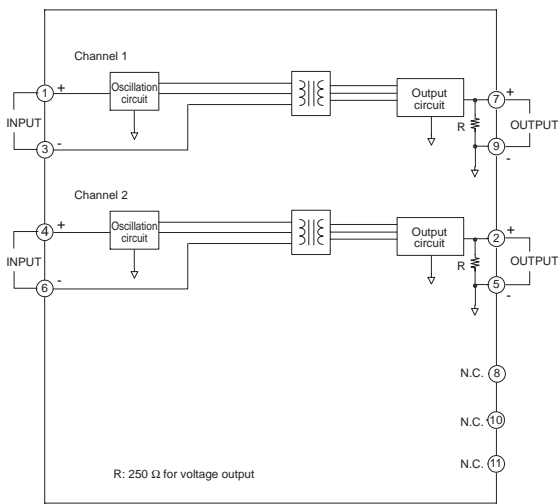 Channel 1
1
+
Oscillation
circuit
Output
circuit
7
+
INPUT
R
OUTPUT
3
-
9
-
Channel 2
4
+
Oscillation
circuit
Output
circuit
2
+
INPUT
R
OUTPUT
6
-
5
-
N.C. 8
N.C. 10
N.C. 11
R: 250 Ω for voltage output